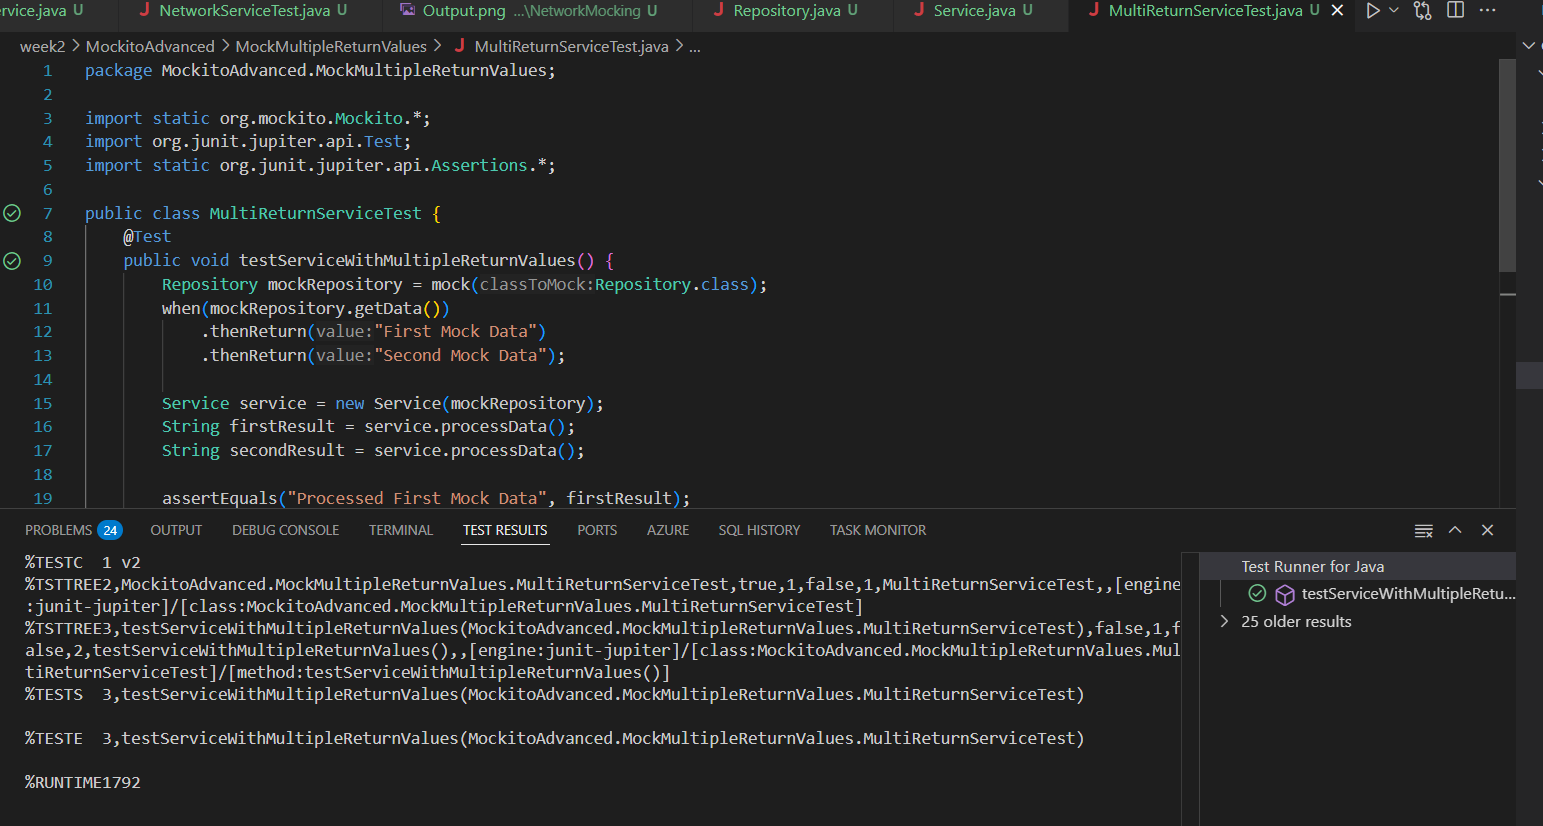 rvice.java U NetworkServiceTest.java U Output.png ...\NetworkMocking U Repository.java U Service.java U MultiReturnServiceTest.java U
week2 > MockitoAdvanced > MockMultipleReturnValues > MultiReturnServiceTest.java > ...
1 package MockitoAdvanced.MockMultipleReturnValues;
2
3 import static org.mockito.Mockito.*;
4 import org.junit.jupiter.api.Test;
5 import static org.junit.jupiter.api.Assertions.*;
6
7 public class MultiReturnServiceTest {
8 @Test
9 public void testServiceWithMultipleReturnValues() {
10 Repository mockRepository = mock(classToMock:Repository.class);
11 when(mockRepository.getData())
12 .thenReturn(value:"First Mock Data")
13 .thenReturn(value:"Second Mock Data");
14
15 Service service = new Service(mockRepository);
16 String firstResult = service.processData();
17 String secondResult = service.processData();
18
19 assertEquals("Processed First Mock Data", firstResult);
PROBLEMS 24 OUTPUT DEBUG CONSOLE TERMINAL TEST RESULTS PORTS AZURE SQL HISTORY TASK MONITOR
%TESTC 1 v2
%TSTTREE2,MockitoAdvanced.MockMultipleReturnValues.MultiReturnServiceTest,true,1,false,1,MultiReturnServiceTest,,[engine
:junit-jupiter]/[class:MockitoAdvanced.MockMultipleReturnValues.MultiReturnServiceTest]
%TSTTREE3,testServiceWithMultipleReturnValues(MockitoAdvanced.MockMultipleReturnValues.MultiReturnServiceTest),false,1,f
alse,2,testServiceWithMultipleReturnValues(),,[engine:junit-jupiter]/[class:MockitoAdvanced.MockMultipleReturnValues.Mul
tiReturnServiceTest]/[method:testServiceWithMultipleReturnValues()]
%TESTS 3,testServiceWithMultipleReturnValues(MockitoAdvanced.MockMultipleReturnValues.MultiReturnServiceTest)
%TESTE 3,testServiceWithMultipleReturnValues(MockitoAdvanced.MockMultipleReturnValues.MultiReturnServiceTest)
%RUNTIME1792
Test Runner for Java
testServiceWithMultipleRetu...
25 older results